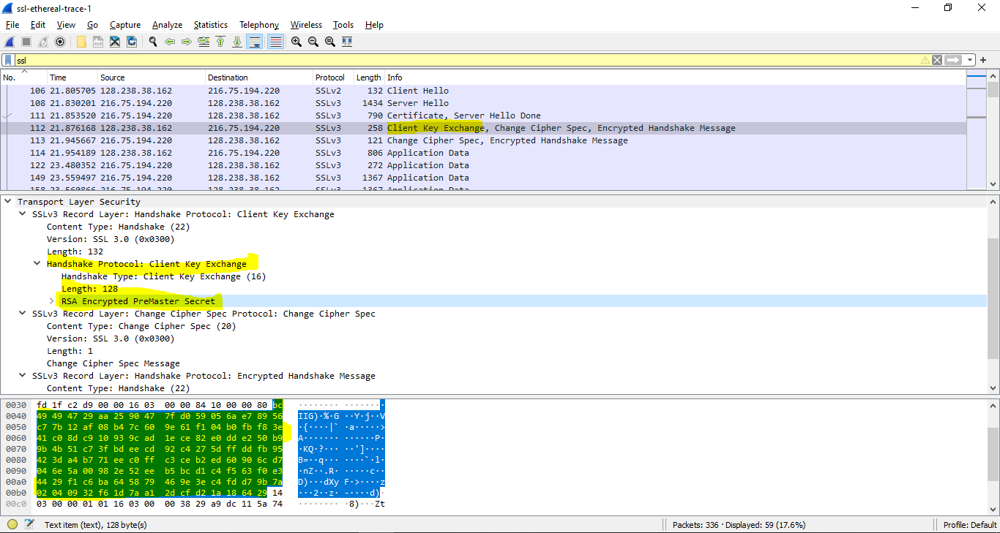 ssl-ethereal-trace-1
File Edit View Go Capture Analyze Statistics Telephony Wireless Tools Help
ssl
No. Time Source Destination Protocol Length Info
106 21.805705 128.238.38.162 216.75.194.220 SSLv2 132 Client Hello
108 21.830201 216.75.194.220 128.238.38.162 SSLv3 1434 Server Hello
111 21.853520 216.75.194.220 128.238.38.162 SSLv3 790 Certificate, Server Hello Done
112 21.876168 128.238.38.162 216.75.194.220 SSLv3 258 Client Key Exchange, Change Cipher Spec, Encrypted Handshake Message
113 21.945667 216.75.194.220 128.238.38.162 SSLv3 121 Change Cipher Spec, Encrypted Handshake Message
114 21.954189 128.238.38.162 216.75.194.220 SSLv3 806 Application Data
122 23.480352 216.75.194.220 128.238.38.162 SSLv3 272 Application Data
149 23.559497 216.75.194.220 128.238.38.162 SSLv3 1367 Application Data
158 23.560866 216.75.194.220 128.238.38.162 SSLv3 1367 Application Data
Transport Layer Security
SSLv3 Record Layer: Handshake Protocol: Client Key Exchange
Content Type: Handshake (22)
Version: SSL 3.0 (0x0300)
Length: 132
Handshake Protocol: Client Key Exchange
Handshake Type: Client Key Exchange (16)
Length: 128
RSA Encrypted PreMaster Secret
SSLv3 Record Layer: Change Cipher Spec Protocol: Change Cipher Spec
Content Type: Change Cipher Spec (20)
Version: SSL 3.0 (0x0300)
Length: 1
Change Cipher Spec Message
SSLv3 Record Layer: Handshake Protocol: Encrypted Handshake Message
Content Type: Handshake (22)
0030 fd 1f c2 d9 00 00 16 03 00 00 84 10 00 00 80 bc ········ ········
0040 49 49 47 29 aa 25 90 47 7f d0 59 05 6a e7 89 56 IIG)·%·G ··Y·j··V
0050 c7 7b 12 af 08 b4 7c 60 9e 61 f1 04 b0 fb f8 3e ·{····|` ·a·····>
0060 41 c0 8d c9 10 93 9c ad 1e ce 82 e0 dd e2 50 b9 A······· ······P·
0070 9b 4b 51 c7 3f bd ee cd 92 c4 27 5d ff dd fb 95 ·KQ·?··· ··']····
0080 42 3d a4 b7 71 ee c0 ff c3 ce b2 ed 60 90 6c d7 B=··q··· ····`·l·
0090 04 6e 5a 00 98 2e 52 ee b5 bc d1 c4 f5 63 f0 e3 ·nZ··.R· ·····c··
00a0 44 29 f1 c6 ba 64 58 79 46 9e 3e c4 fd d7 9b 7a D)···dXy F·>····z
00b0 02 04 09 32 f6 1d 7a a1 2d cf d2 1a 18 64 29 14 ···2··z· -····d)·
00c0 03 00 00 01 01 16 03 00 00 38 29 a9 dc 11 5a 74 ········ ·8)···Zt
Text item (text), 128 byte(s) Packets: 336 · Displayed: 59 (17.6%) Profile: Default